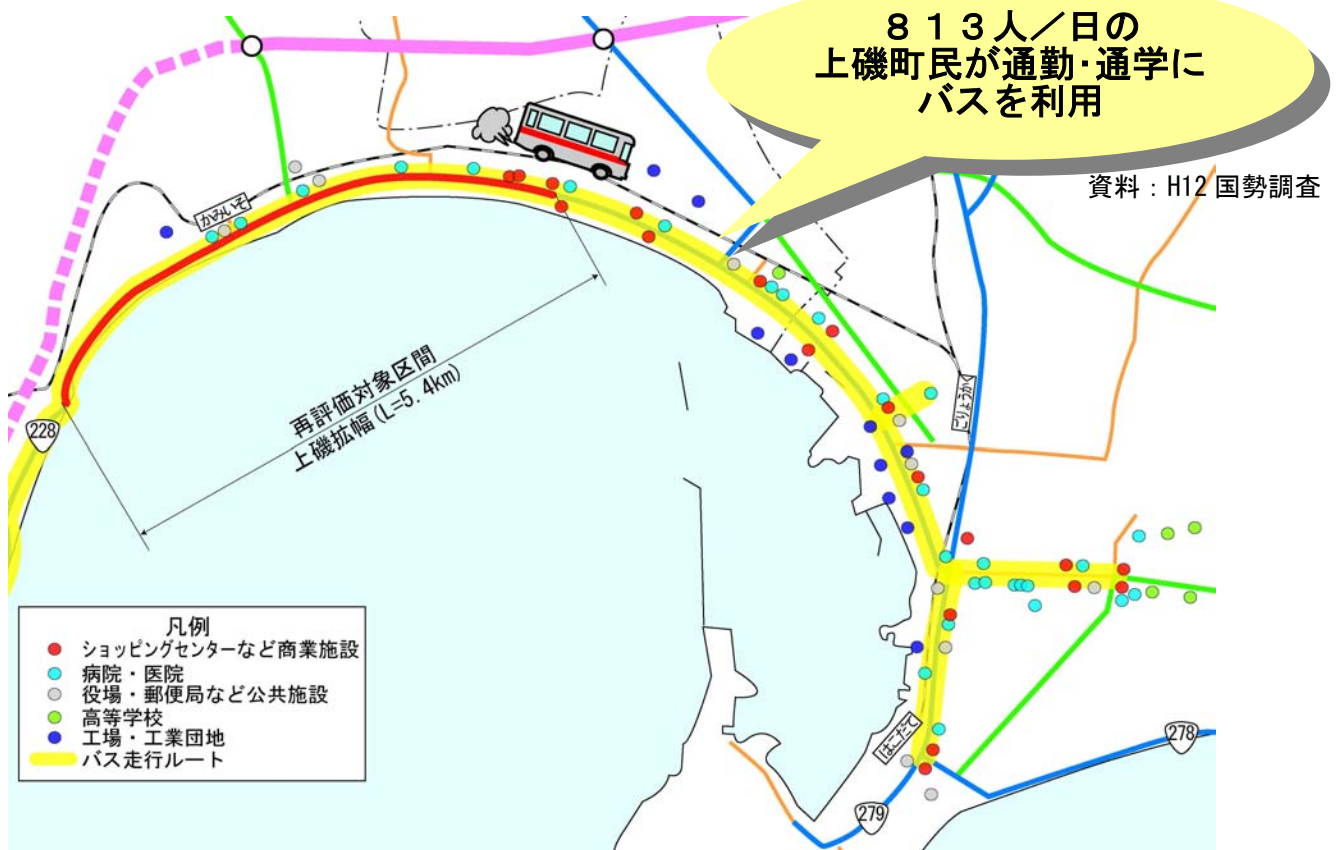 ８１３人／日の
上磯町民が通勤･通学に
バスを利用
資料：H12 国勢調査
かみいそ
再評価対象区間
上磯拡幅(L=5.4km)
228
ごりょうかく
凡例
ショッピングセンターなど商業施設
病院・医院
役場・郵便局など公共施設
高等学校
工場・工業団地
バス走行ルート
はこだて
278
279